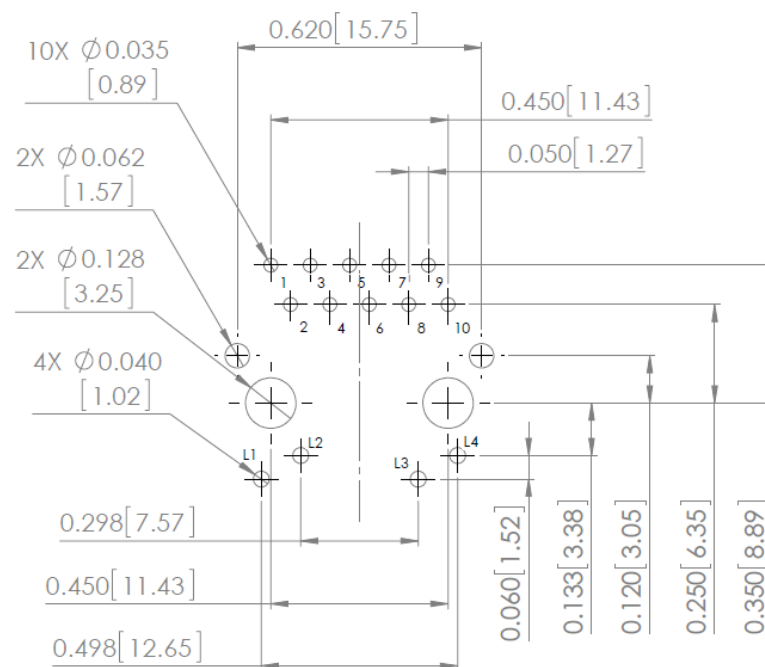 0.620[15.75]
10X Ø0.035
[0.89]
0.450[11.43]
0.050[1.27]
2X Ø0.062
[1.57]
2X Ø0.128
[3.25]
1 3 5 7 9
2 4 6 8 10
4X Ø0.040
[1.02]
L1 L2 L3 L4
0.298[7.57]
0.450[11.43]
0.498[12.65]
0.060[1.52]
0.133[3.38]
0.120[3.05]
0.250[6.35]
0.350[8.89]